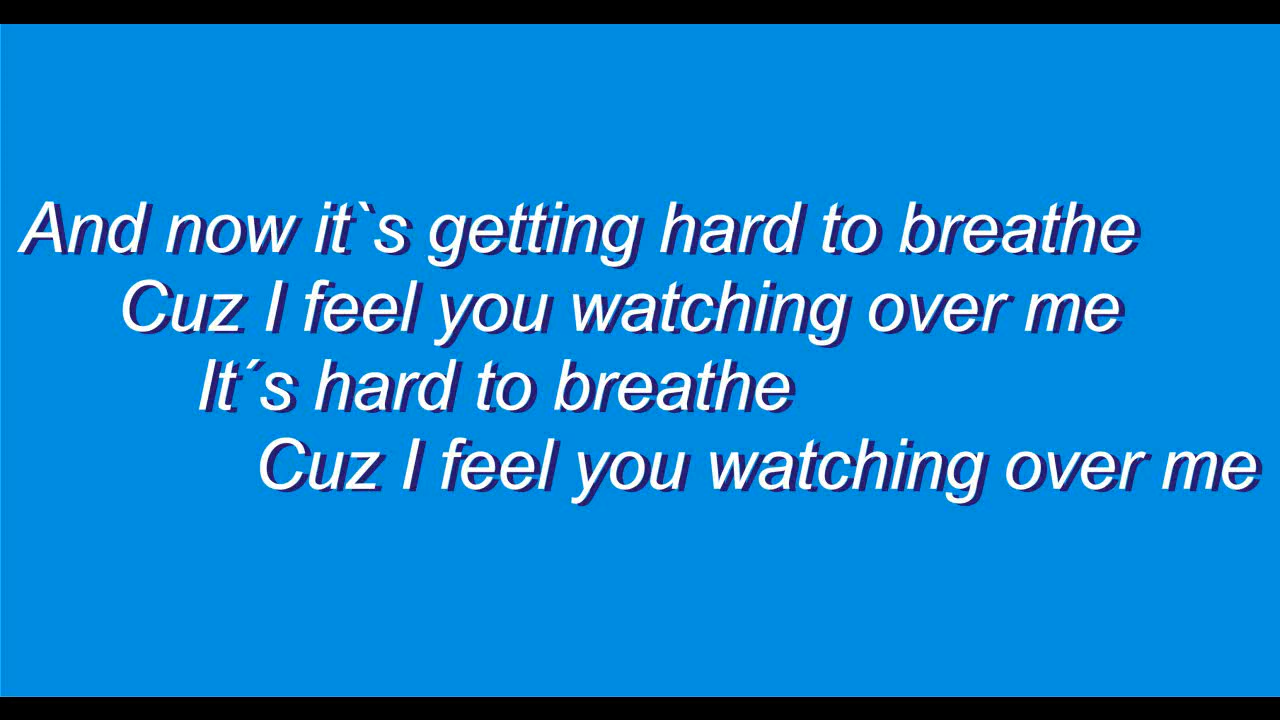 And now it`s getting hard to breathe
Cuz I feel you watching over me
It´s hard to breathe
Cuz I feel you watching over me